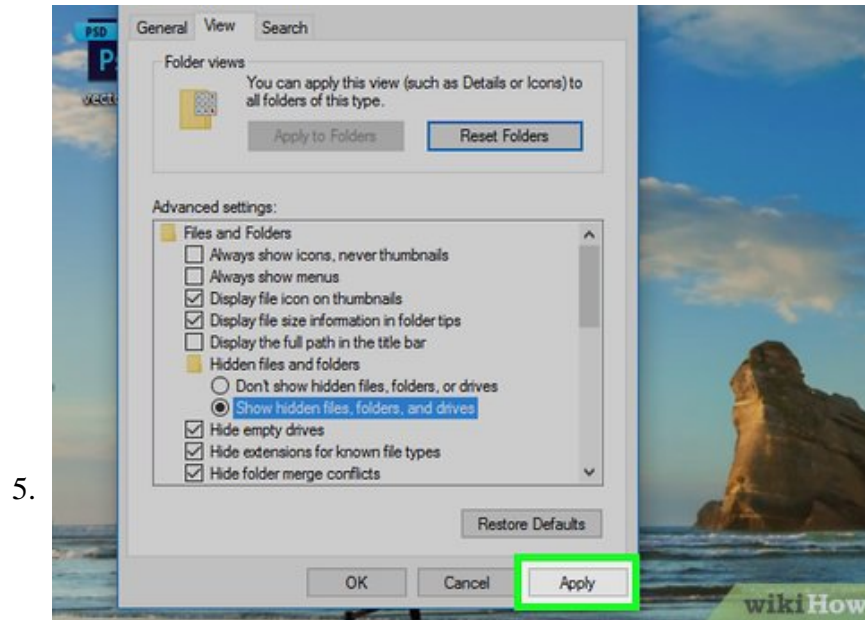 PSD
General View Search
Folder views
You can apply this view (such as Details or Icons) to
all folders of this type.
Apply to Folders Reset Folders
Advanced settings:
Files and Folders
Always show icons, never thumbnails
Always show menus
Display file icon on thumbnails
Display file size information in folder tips
Display the full path in the title bar
Hidden files and folders
Don't show hidden files, folders, or drives
Show hidden files, folders, and drives
Hide empty drives
Hide extensions for known file types
Hide folder merge conflicts
5.
Restore Defaults
OK Cancel Apply
wikiHow